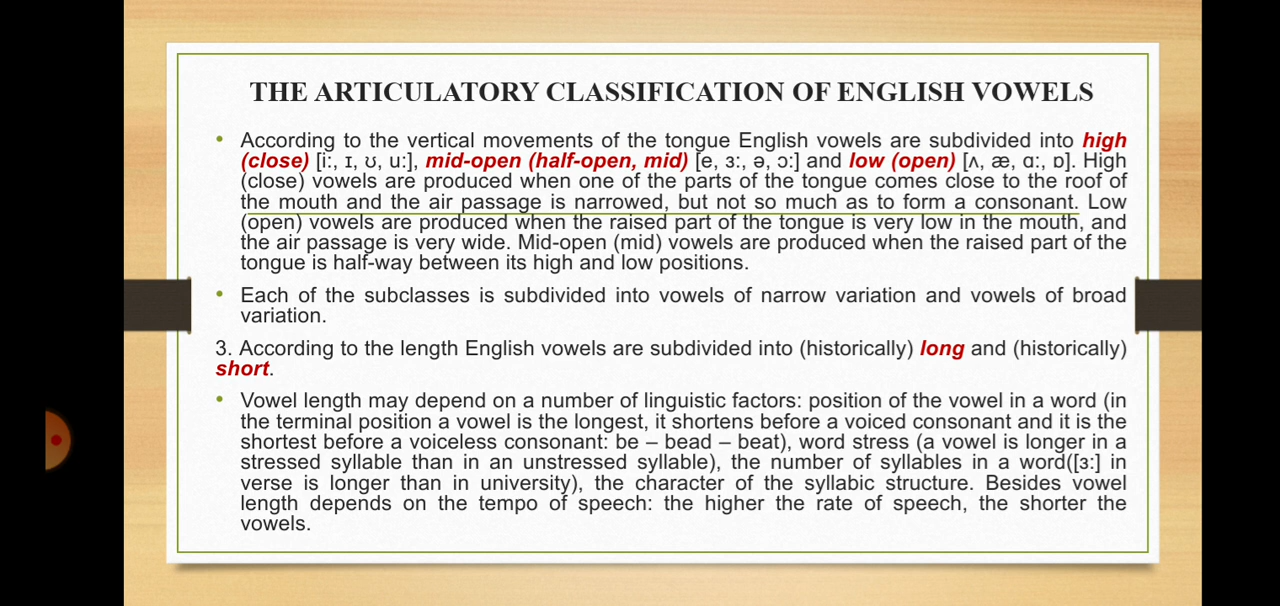 THE ARTICULATORY CLASSIFICATION OF ENGLISH VOWELS
• According to the vertical movements of the tongue English vowels are subdivided into high
(close) [i:, ɪ, ʊ, u:], mid-open (half-open, mid) [e, ɜ:, ə, ɔ:] and low (open) [ʌ, æ, ɑ:, ɒ]. High
(close) vowels are produced when one of the parts of the tongue comes close to the roof of
the mouth and the air passage is narrowed, but not so much as to form a consonant. Low
(open) vowels are produced when the raised part of the tongue is very low in the mouth, and
the air passage is very wide. Mid-open (mid) vowels are produced when the raised part of the
tongue is half-way between its high and low positions.
• Each of the subclasses is subdivided into vowels of narrow variation and vowels of broad
variation.
3. According to the length English vowels are subdivided into (historically) long and (historically)
short.
• Vowel length may depend on a number of linguistic factors: position of the vowel in a word (in
the terminal position a vowel is the longest, it shortens before a voiced consonant and it is the
shortest before a voiceless consonant: be – bead – beat), word stress (a vowel is longer in a
stressed syllable than in an unstressed syllable), the number of syllables in a word([ɜ:] in
verse is longer than in university), the character of the syllabic structure. Besides vowel
length depends on the tempo of speech: the higher the rate of speech, the shorter the
vowels.